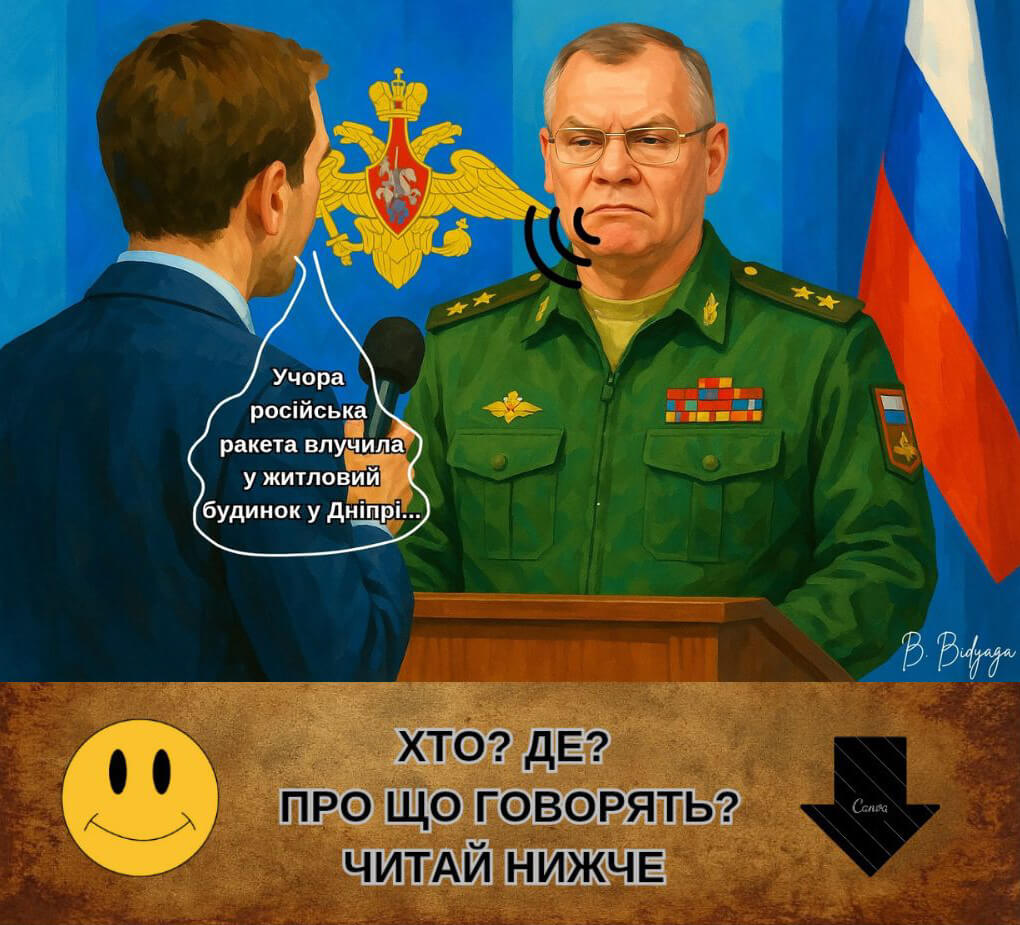 Учора
російська
ракета влучила
у житловий
будинок у Дніпрі...
B. Bidyaga
ХТО? ДЕ?
ПРО ЩО ГОВОРЯТЬ?
ЧИТАЙ НИЖЧЕ
Canva